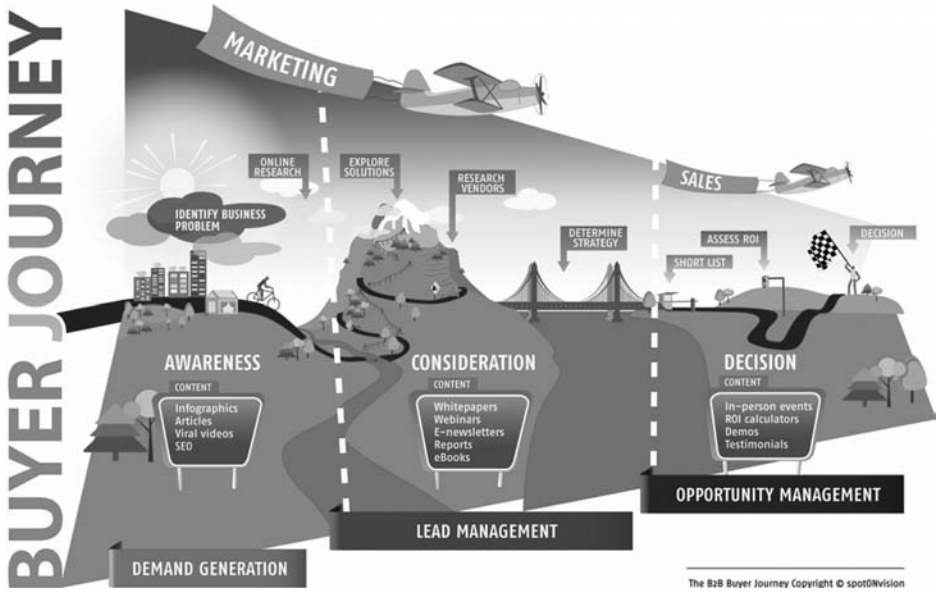 BUYER JOURNEY
MARKETING
SALES
IDENTIFY BUSINESS
PROBLEM
ONLINE
RESEARCH
EXPLORE
SOLUTIONS
RESEARCH
VENDORS
DETERMINE
STRATEGY
SHORT LIST
ASSESS ROI
DECISION
AWARENESS
CONTENT
Infographics
Articles
Viral videos
SEO
CONSIDERATION
CONTENT
Whitepapers
Webinars
E-newsletters
Reports
eBooks
DECISION
CONTENT
In-person events
ROI calculators
Demos
Testimonials
DEMAND GENERATION
LEAD MANAGEMENT
OPPORTUNITY MANAGEMENT
The B2B Buyer Journey Copyright © spotONvision